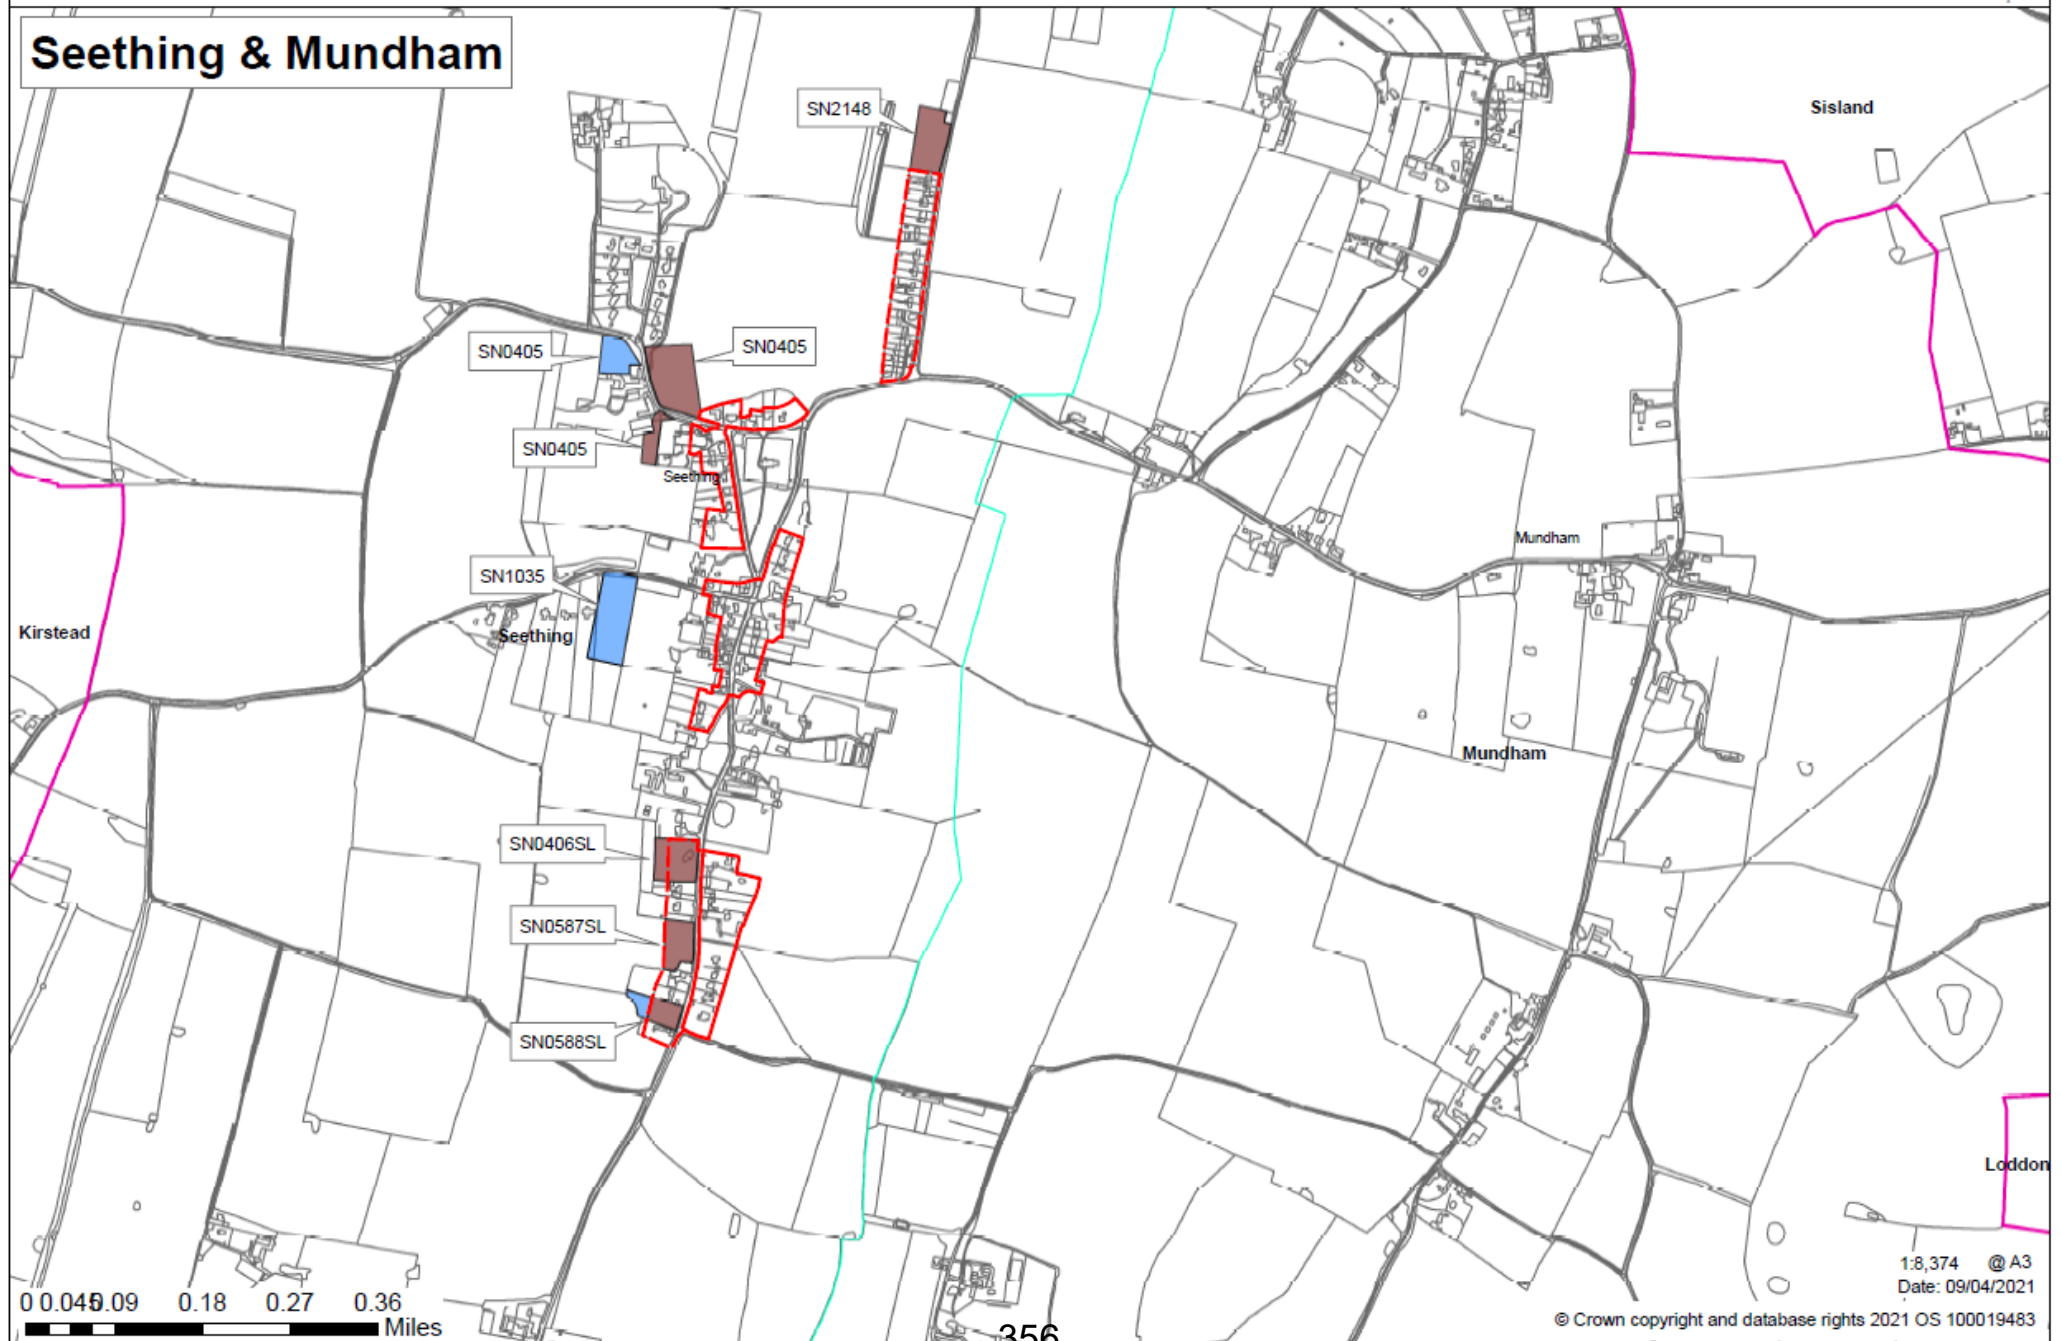 Seething & Mundham
SN2148
Sisland
SN0405
SN0405
SN0405
Seething
Mundham
SN1035
Kirstead
Seething
Mundham
SN0406SL
SN0587SL
SN0588SL
Loddon
1:8,374 @ A3
Date: 09/04/2021
0 0.045 0.09 0.18 0.27 0.36
Miles
© Crown copyright and database rights 2021 OS 100019483
356